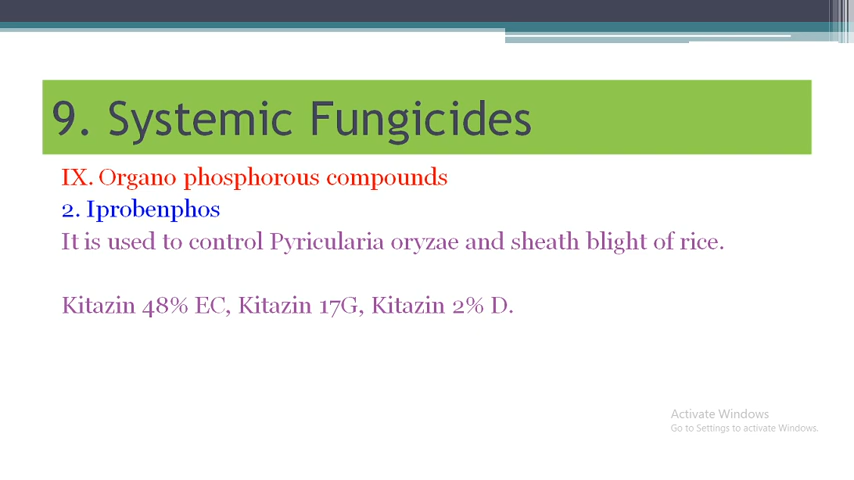 9. Systemic Fungicides
IX. Organo phosphorous compounds
2. Iprobenphos
It is used to control Pyricularia oryzae and sheath blight of rice.
Kitazin 48% EC, Kitazin 17G, Kitazin 2% D.
Activate Windows
Go to Settings to activate Windows.